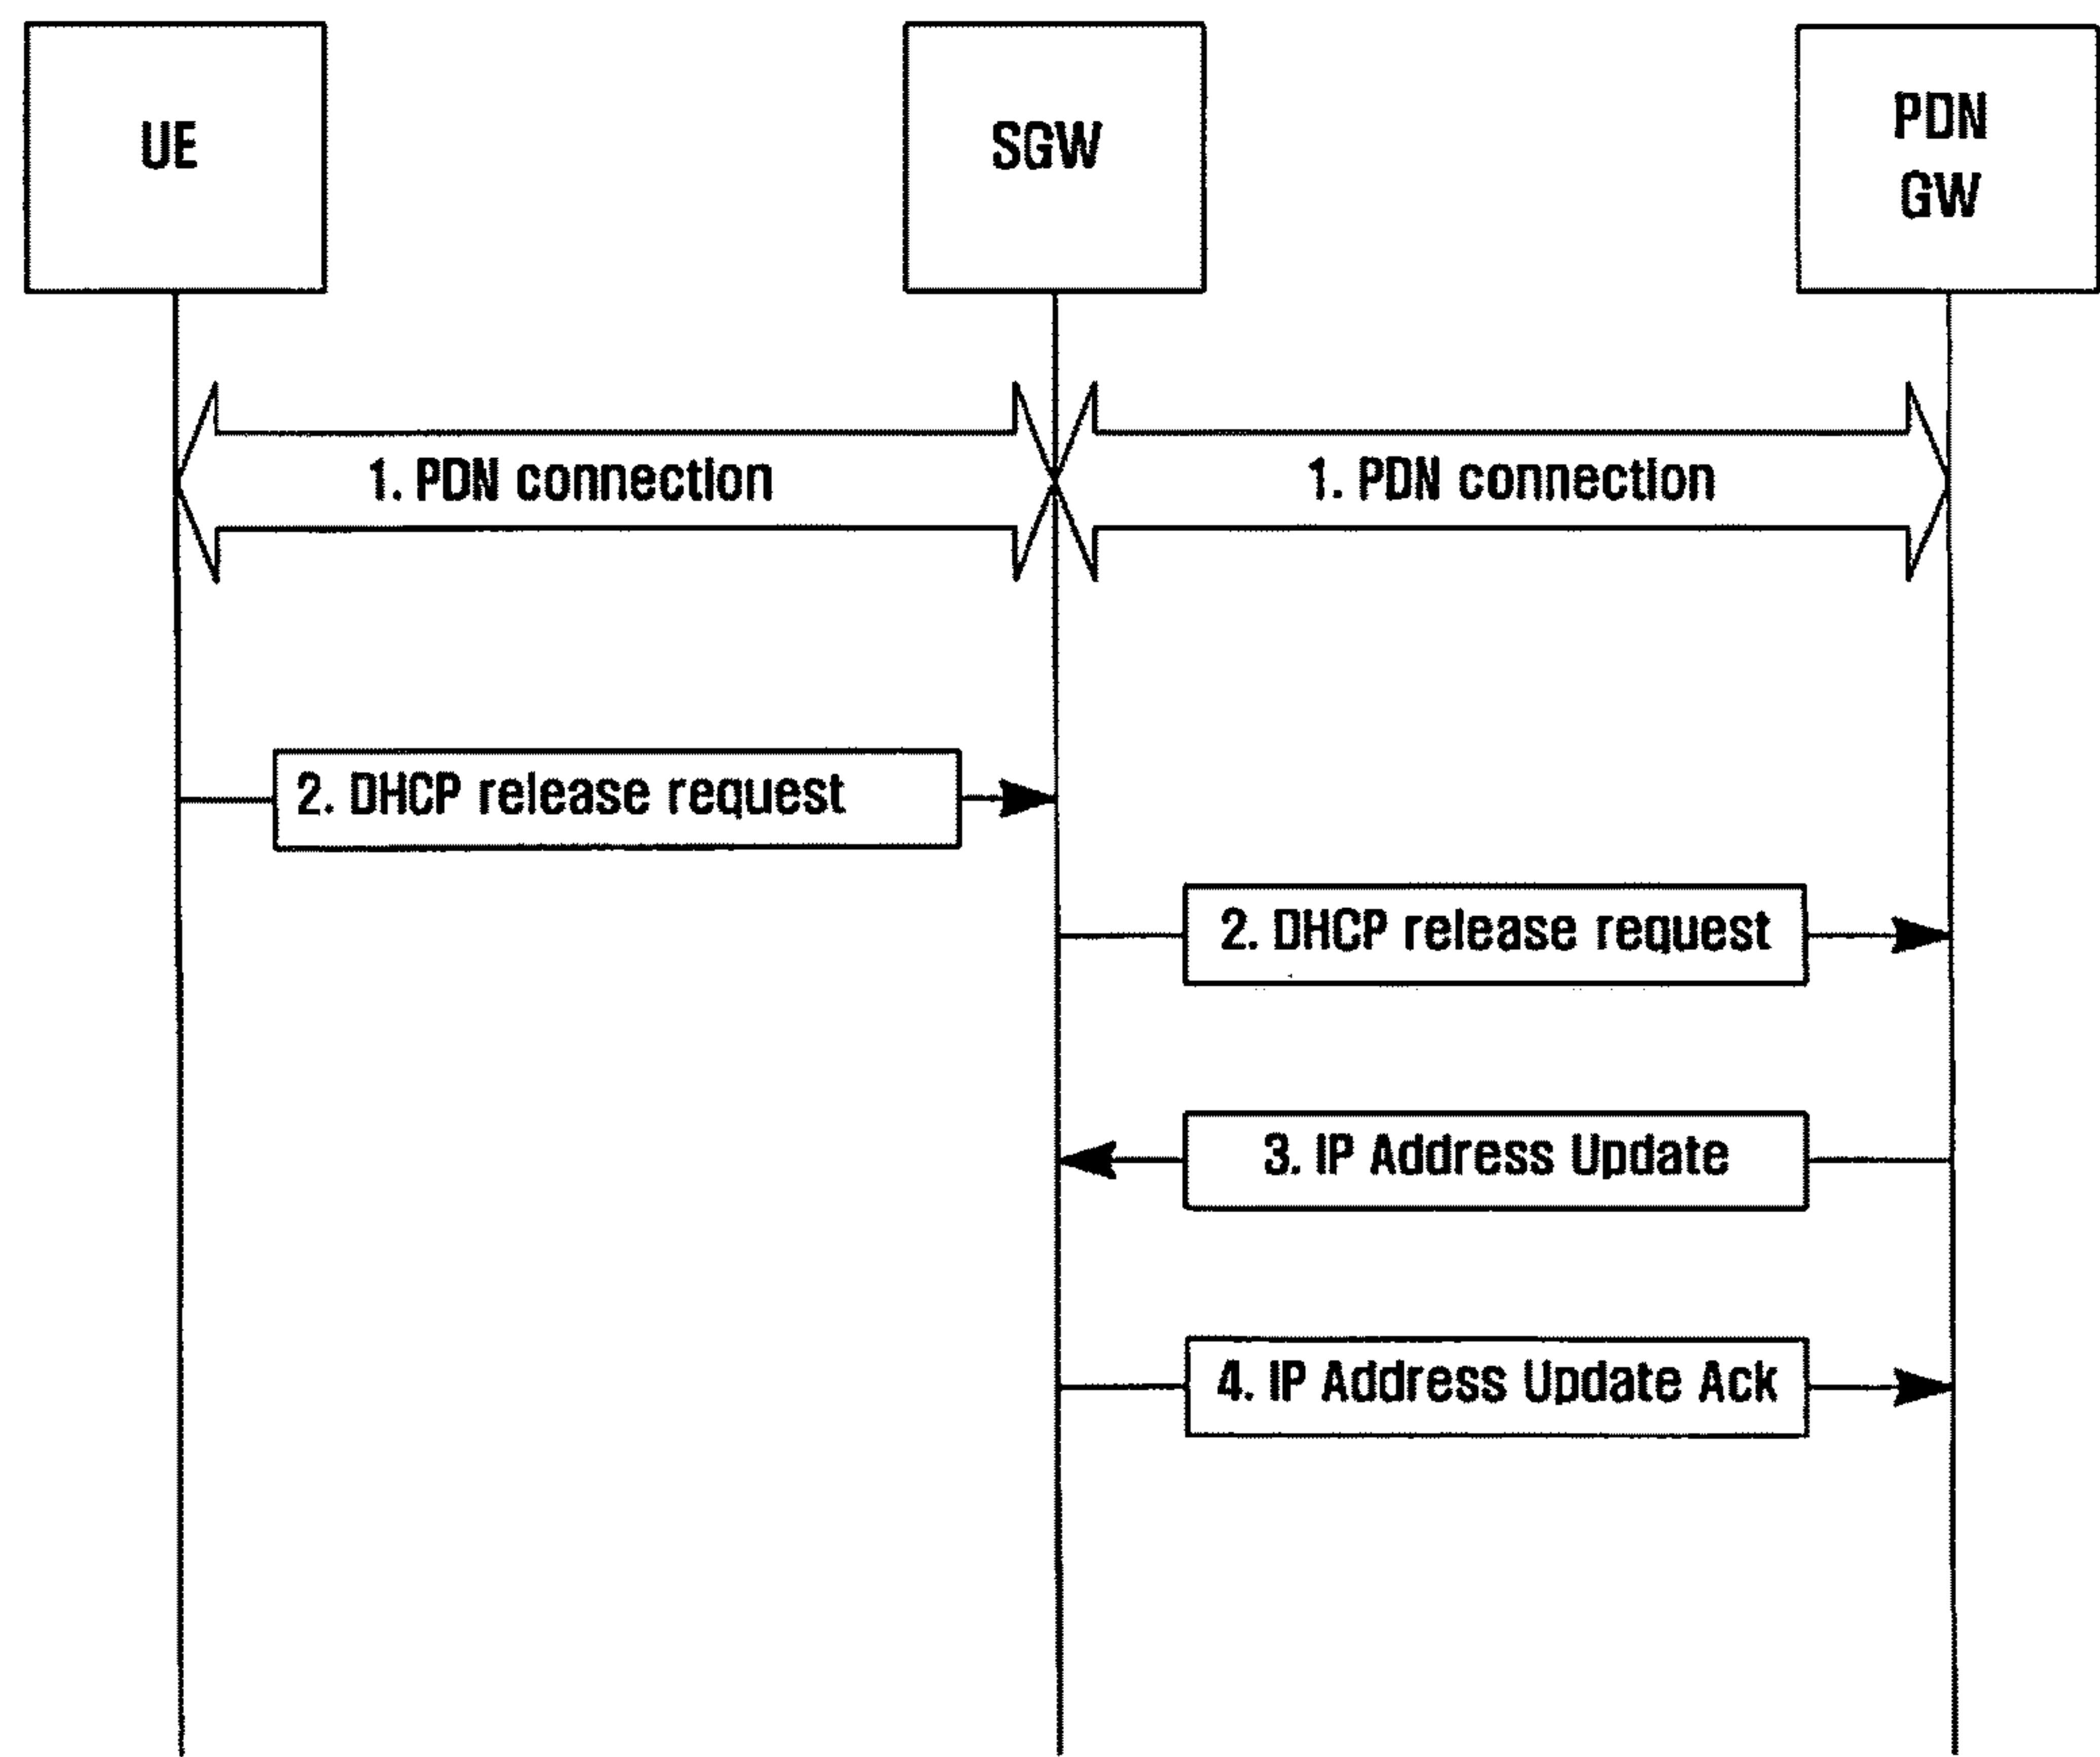 UE
SGW
PDN
GW
1. PDN connection
1. PDN connection
2. DHCP release request
2. DHCP release request
3. IP Address Update
4. IP Address Update Ack